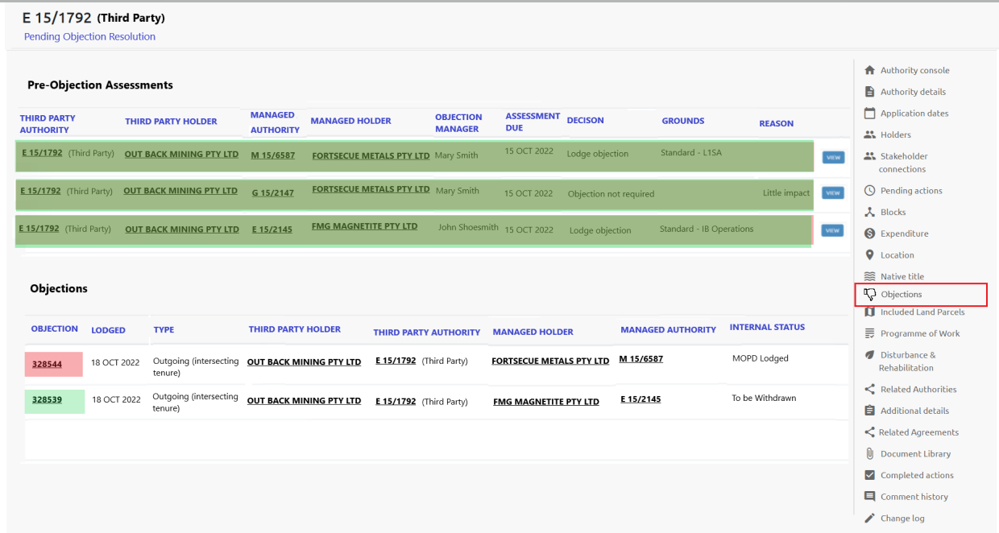 E 15/1792 (Third Party)
Pending Objection Resolution
Pre-Objection Assessments
THIRD PARTY AUTHORITY THIRD PARTY HOLDER MANAGED AUTHORITY MANAGED HOLDER OBJECTION MANAGER ASSESSMENT DUE DECISON GROUNDS REASON
E 15/1792 (Third Party) OUT BACK MINING PTY LTD M 15/6587 FORTSECUE METALS PTY LTD Mary Smith 15 OCT 2022 Lodge objection Standard - L1SA VIEW
E 15/1792 (Third Party) OUT BACK MINING PTY LTD G 15/2147 FORTSECUE METALS PTY LTD Mary Smith 15 OCT 2022 Objection not required Little impact VIEW
E 15/1792 (Third Party) OUT BACK MINING PTY LTD E 15/2145 FMG MAGNETITE PTY LTD John Shoesmith 15 OCT 2022 Lodge objection Standard - IB Operations VIEW
Objections
OBJECTION LODGED TYPE THIRD PARTY HOLDER THIRD PARTY AUTHORITY MANAGED HOLDER MANAGED AUTHORITY INTERNAL STATUS
328544 18 OCT 2022 Outgoing (intersecting tenure) OUT BACK MINING PTY LTD E 15/1792 (Third Party) FORTSECUE METALS PTY LTD M 15/6587 MOPD Lodged
328539 18 OCT 2022 Outgoing (intersecting tenure) OUT BACK MINING PTY LTD E 15/1792 (Third Party) FMG MAGNETITE PTY LTD E 15/2145 To be Withdrawn
Authority console
Authority details
Application dates
Holders
Stakeholder
connections
Pending actions
Blocks
Expenditure
Location
Native title
Objections
Included Land Parcels
Programme of Work
Disturbance &
Rehabilitation
Related Authorities
Additional details
Related Agreements
Document Library
Completed actions
Comment history
Change log